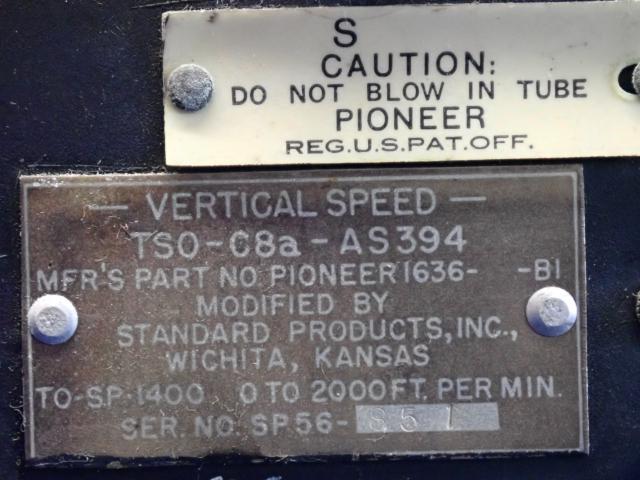 S
CAUTION:
DO NOT BLOW IN TUBE
PIONEER
REG.U.S.PAT.OFF.
— VERTICAL SPEED —
TSO-C8a-AS394
MFR'S PART NO PIONEER1636- -B1
MODIFIED BY
STANDARD PRODUCTS, INC.,
WICHITA, KANSAS
TO-SP-1400 0 TO 2000 FT. PER MIN.
SER. NO. SP56-857